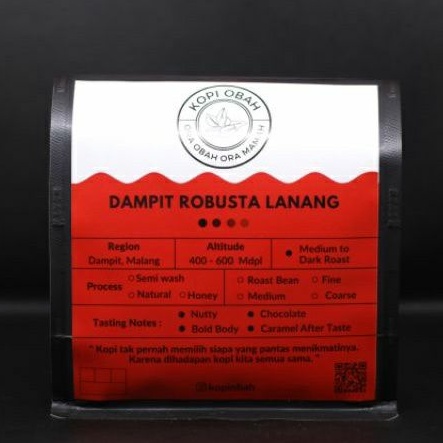 KOPI OBAH
ORA OBAH ORA MAMAH
DAMPIT ROBUSTA LANANG
Region
Dampit, Malang
Altitude
400 - 600 Mdpl
Medium to
Dark Roast
Process
Semi wash
Natural Honey
Roast Bean Fine
Medium Coarse
Tasting Notes :
Nutty Chocolate
Bold Body Caramel After Taste
" Kopi tak pernah memilih siapa yang pantas menikmatinya.
Karena dihadapan kopi kita semua sama. "